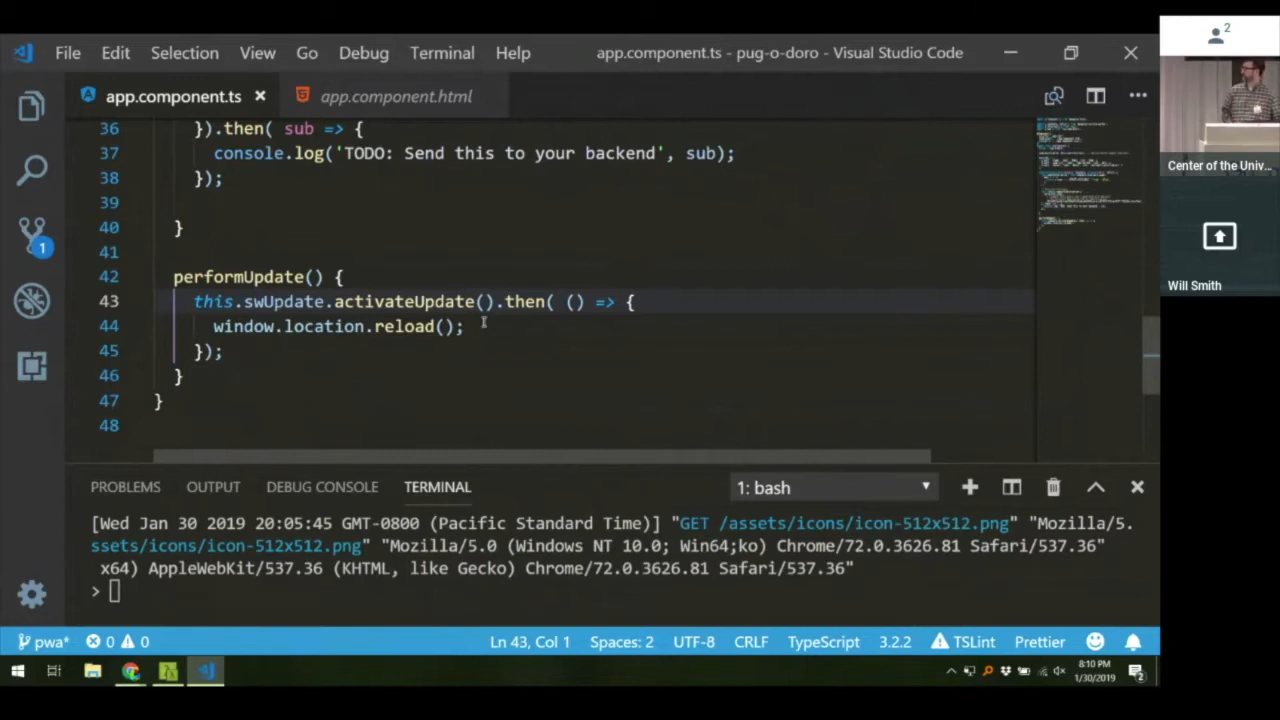 File Edit Selection View Go Debug Terminal Help app.component.ts - pug-o-doro - Visual Studio Code
2
app.component.ts app.component.html
36 }).then( sub => {
37 console.log('TODO: Send this to your backend', sub);
38 });
39
40 }
41
42 performUpdate() {
43 this.swUpdate.activateUpdate().then( () => {
44 window.location.reload();
45 });
46 }
47 }
48
Center of the Univ...
Will Smith
1
PROBLEMS OUTPUT DEBUG CONSOLE TERMINAL 1: bash
[Wed Jan 30 2019 20:05:45 GMT-0800 (Pacific Standard Time)] "GET /assets/icons/icon-512x512.png" "Mozilla/5.
ssets/icons/icon-512x512.png" "Mozilla/5.0 (Windows NT 10.0; Win64;ko) Chrome/72.0.3626.81 Safari/537.36"
x64) AppleWebKit/537.36 (KHTML, like Gecko) Chrome/72.0.3626.81 Safari/537.36"
>
pwa* 0 0 Ln 43, Col 1 Spaces: 2 UTF-8 CRLF TypeScript 3.2.2 TSLint Prettier
8:10 PM
1/30/2019
2